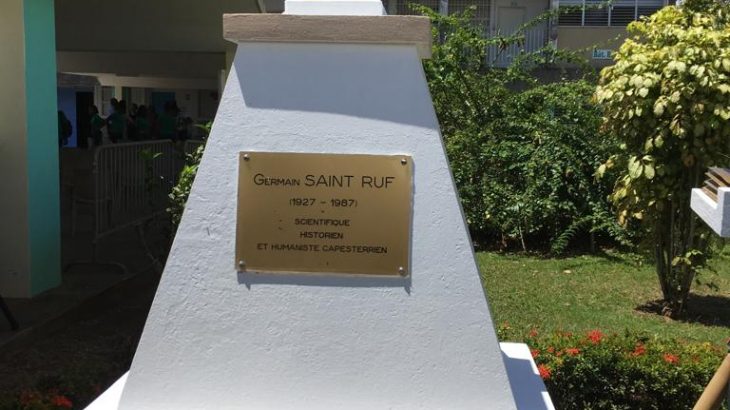 Germain SAINT RUF
(1927 - 1987)
SCIENTIFIQUE
HISTORIEN
ET HUMANISTE CAPESTERRIEN